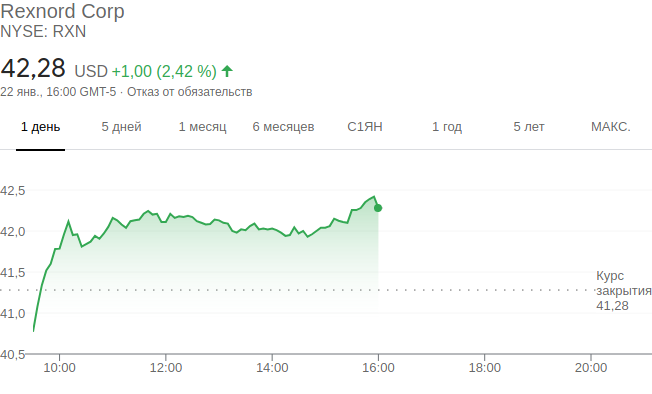 Rexnord Corp
NYSE: RXN
42,28 USD +1,00 (2,42 %)
22 янв., 16:00 GMT-5 · Отказ от обязательств
1 день 5 дней 1 месяц 6 месяцев С1ЯН 1 год 5 лет МАКС.
42,5
42,0
41,5
Курс
закрытия
41,28
41,0
40,5
10:00 12:00 14:00 16:00 18:00 20:00